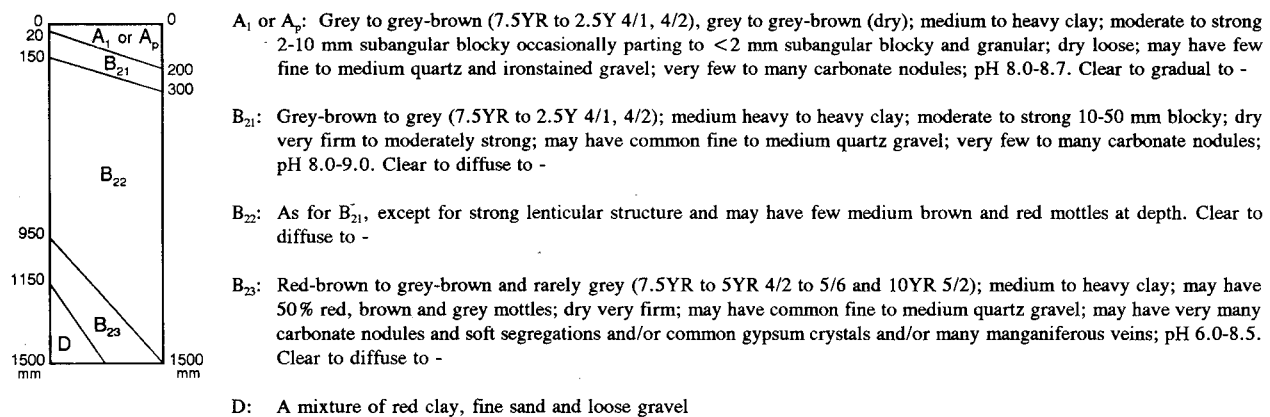 0
20
150
950
1150
1500
mm
0
200
300
1500
mm
A₁ or Aₚ
B₂₁
B₂₂
B₂₃
D
A₁ or Aₚ: Grey to grey-brown (7.5YR to 2.5Y 4/1, 4/2), grey to grey-brown (dry); medium to heavy clay; moderate to strong
2-10 mm subangular blocky occasionally parting to <2 mm subangular blocky and granular; dry loose; may have few
fine to medium quartz and ironstained gravel; very few to many carbonate nodules; pH 8.0-8.7. Clear to gradual to -
B₂₁: Grey-brown to grey (7.5YR to 2.5Y 4/1, 4/2); medium heavy to heavy clay; moderate to strong 10-50 mm blocky; dry
very firm to moderately strong; may have common fine to medium quartz gravel; very few to many carbonate nodules;
pH 8.0-9.0. Clear to diffuse to -
B₂₂: As for B₂₁, except for strong lenticular structure and may have few medium brown and red mottles at depth. Clear to
diffuse to -
B₂₃: Red-brown to grey-brown and rarely grey (7.5YR to 5YR 4/2 to 5/6 and 10YR 5/2); medium to heavy clay; may have
50% red, brown and grey mottles; dry very firm; may have common fine to medium quartz gravel; may have very many
carbonate nodules and soft segregations and/or common gypsum crystals and/or many manganiferous veins; pH 6.0-8.5.
Clear to diffuse to -
D: A mixture of red clay, fine sand and loose gravel